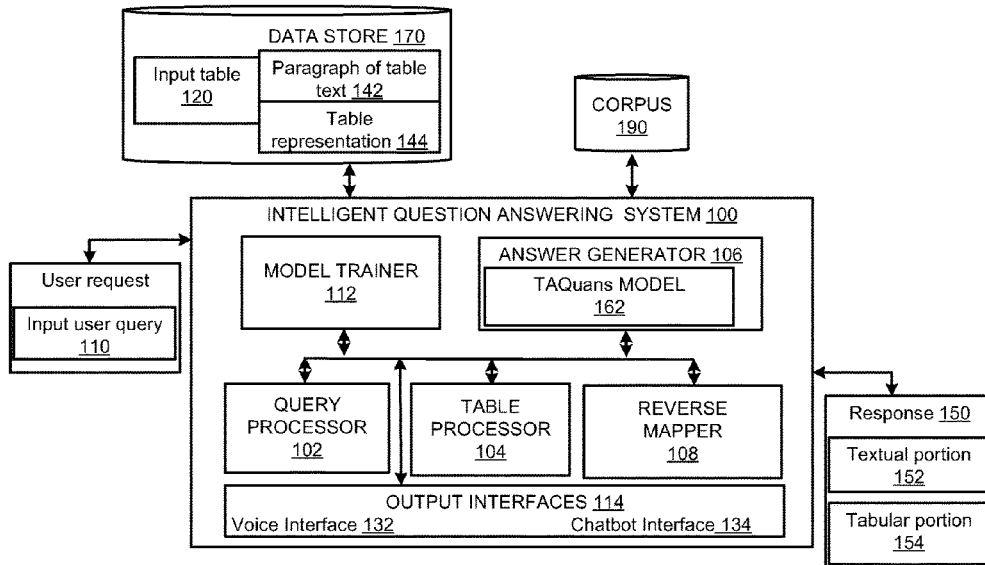 DATA STORE 170
Input table
120
Paragraph of table
text 142
Table
representation 144
CORPUS
190
INTELLIGENT QUESTION ANSWERING SYSTEM 100
User request
Input user query
110
MODEL TRAINER
112
ANSWER GENERATOR 106
TAQuans MODEL
162
QUERY
PROCESSOR
102
TABLE
PROCESSOR
104
REVERSE
MAPPER
108
Response 150
Textual portion
152
Tabular portion
154
OUTPUT INTERFACES 114
Voice Interface 132
Chatbot Interface 134